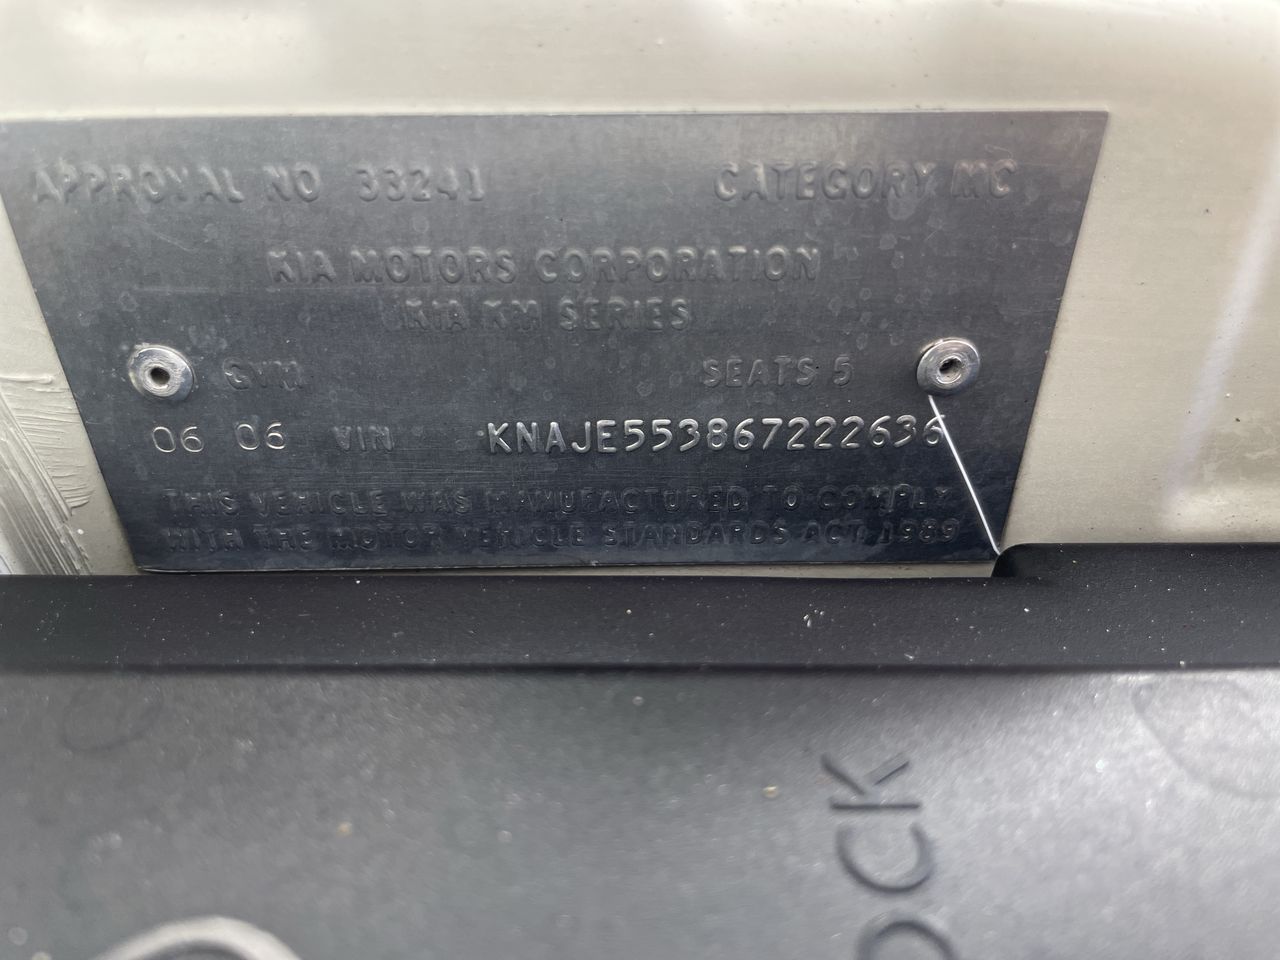 APPROVAL NO 33241 CATEGORY MC
KIA MOTORS CORPORATION
KIA KM SERIES
GVM SEATS 5
06 06 VIN KNAJE553867222636
THIS VEHICLE WAS MANUFACTURED TO COMPLY
WITH THE MOTOR VEHICLE STANDARDS ACT 1989
OCK